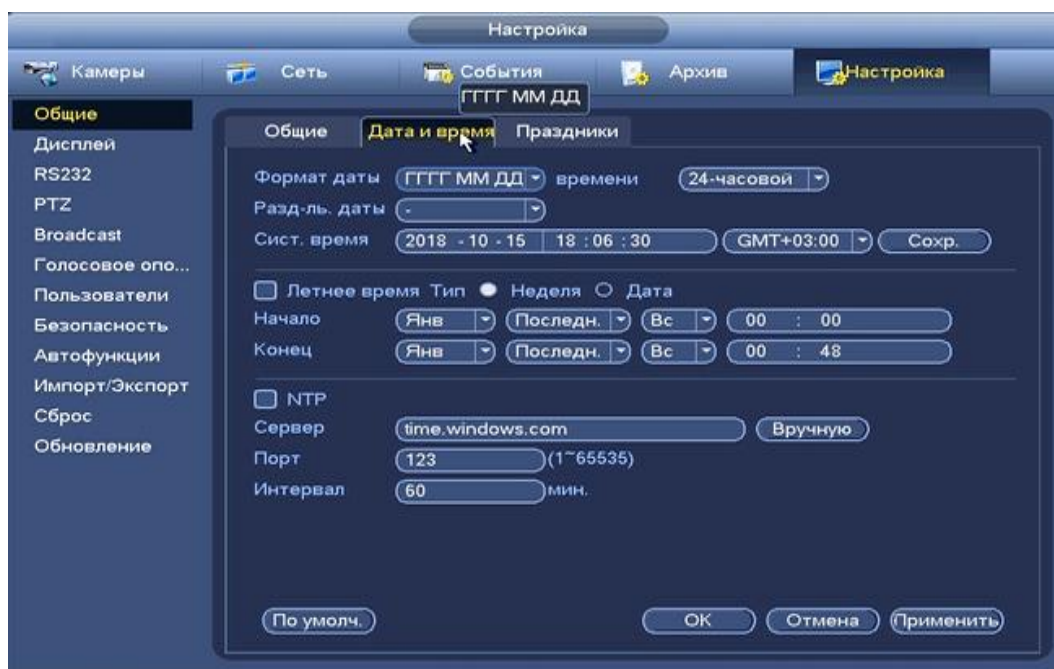 Настройка
Камеры Сеть События Архив Настройка
ГГГГ ММ ДД
Общие
Дисплей
RS232
PTZ
Broadcast
Голосовое опо...
Пользователи
Безопасность
Автофункции
Импорт/Экспорт
Сброс
Обновление
Общие Дата и время Праздники
Формат даты ГГГГ ММ ДД времени 24-часовой
Разд-ль. даты -
Сист. время 2018 - 10 - 15 18 : 06 : 30 GMT+03:00 Сохр.
Летнее время Тип Неделя Дата
Начало Янв Последн. Вс 00 : 00
Конец Янв Последн. Вс 00 : 48
NTP
Сервер time.windows.com Вручную
Порт 123 (1~65535)
Интервал 60 мин.
По умолч. OK Отмена Применить